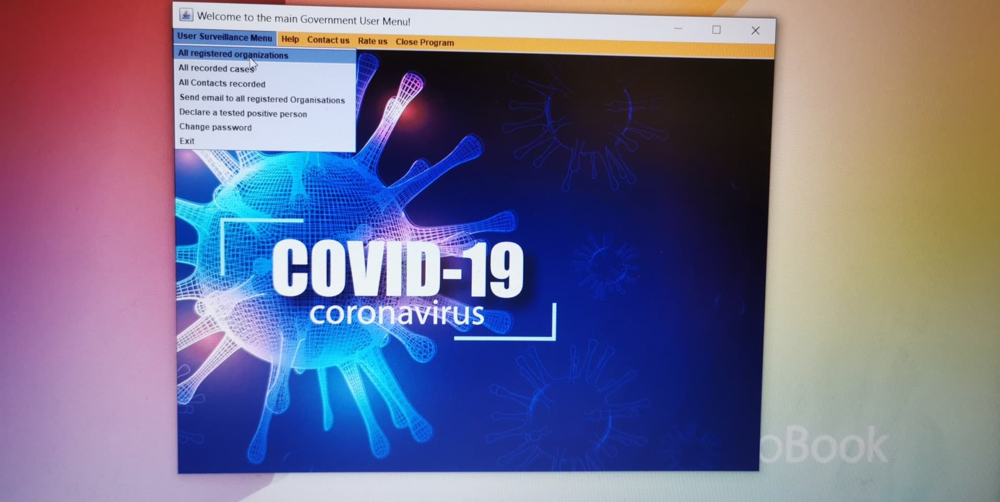 Welcome to the main Government User Menu!
User Surveillance Menu Help Contact us Rate us Close Program
All registered organizations
All recorded cases
All Contacts recorded
Send email to all registered Organisations
Declare a tested positive person
Change password
Exit
COVID-19
coronavirus
oBook